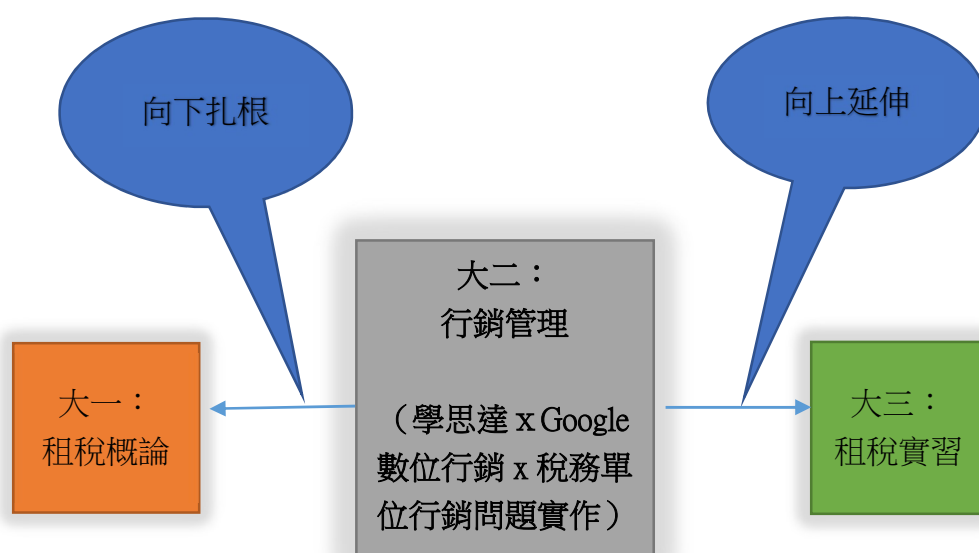 向下扎根
向上延伸
大二：
行銷管理
（學思達 x Google
數位行銷 x 稅務單
位行銷問題實作）
大一：
租稅概論
大三：
租稅實習